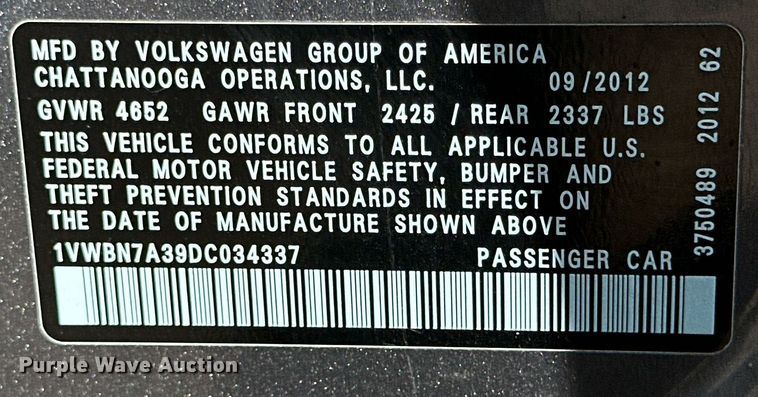 MFD BY VOLKSWAGEN GROUP OF AMERICA
CHATTANOOGA OPERATIONS, LLC. 09/2012
GVWR 4652 GAWR FRONT 2425 / REAR 2337 LBS
THIS VEHICLE CONFORMS TO ALL APPLICABLE U.S.
FEDERAL MOTOR VEHICLE SAFETY, BUMPER AND
THEFT PREVENTION STANDARDS IN EFFECT ON
THE DATE OF MANUFACTURE SHOWN ABOVE
1VWBN7A39DC034337 PASSENGER CAR
3750489 2012 62
Purple Wave Auction